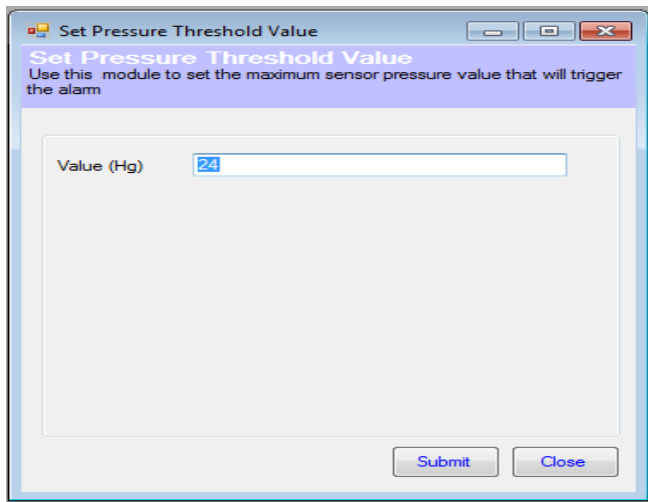 Set Pressure Threshold Value
Set Pressure Threshold Value
Use this module to set the maximum sensor pressure value that will trigger
the alarm
Value (Hg) 24
Submit Close